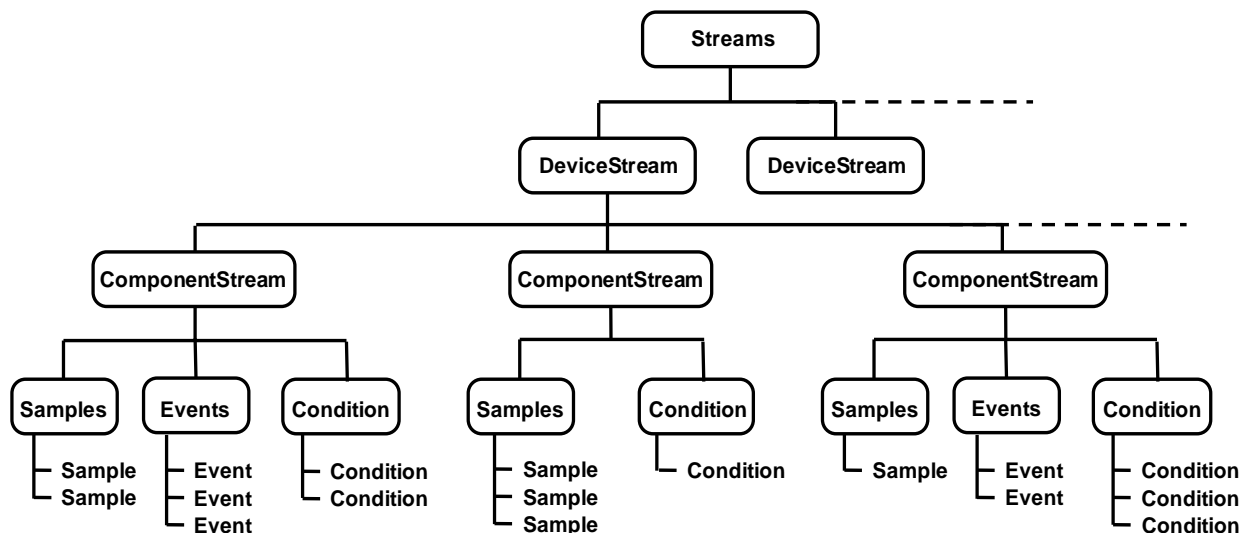 Streams
DeviceStream DeviceStream
ComponentStream ComponentStream ComponentStream
Samples Events Condition Samples Condition Samples Events Condition
Sample Event Condition Sample Condition Sample Event Condition
Sample Event Condition Sample Event Condition
Event Sample Condition